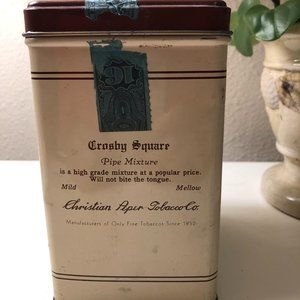 Crosby Square
Pipe Mixture
is a high grade mixture at a popular price.
Will not bite the tongue.
Mild Mellow
Christian Peper Tobacco Co.
Manufacturers of Only Fine Tobaccos Since 1852.